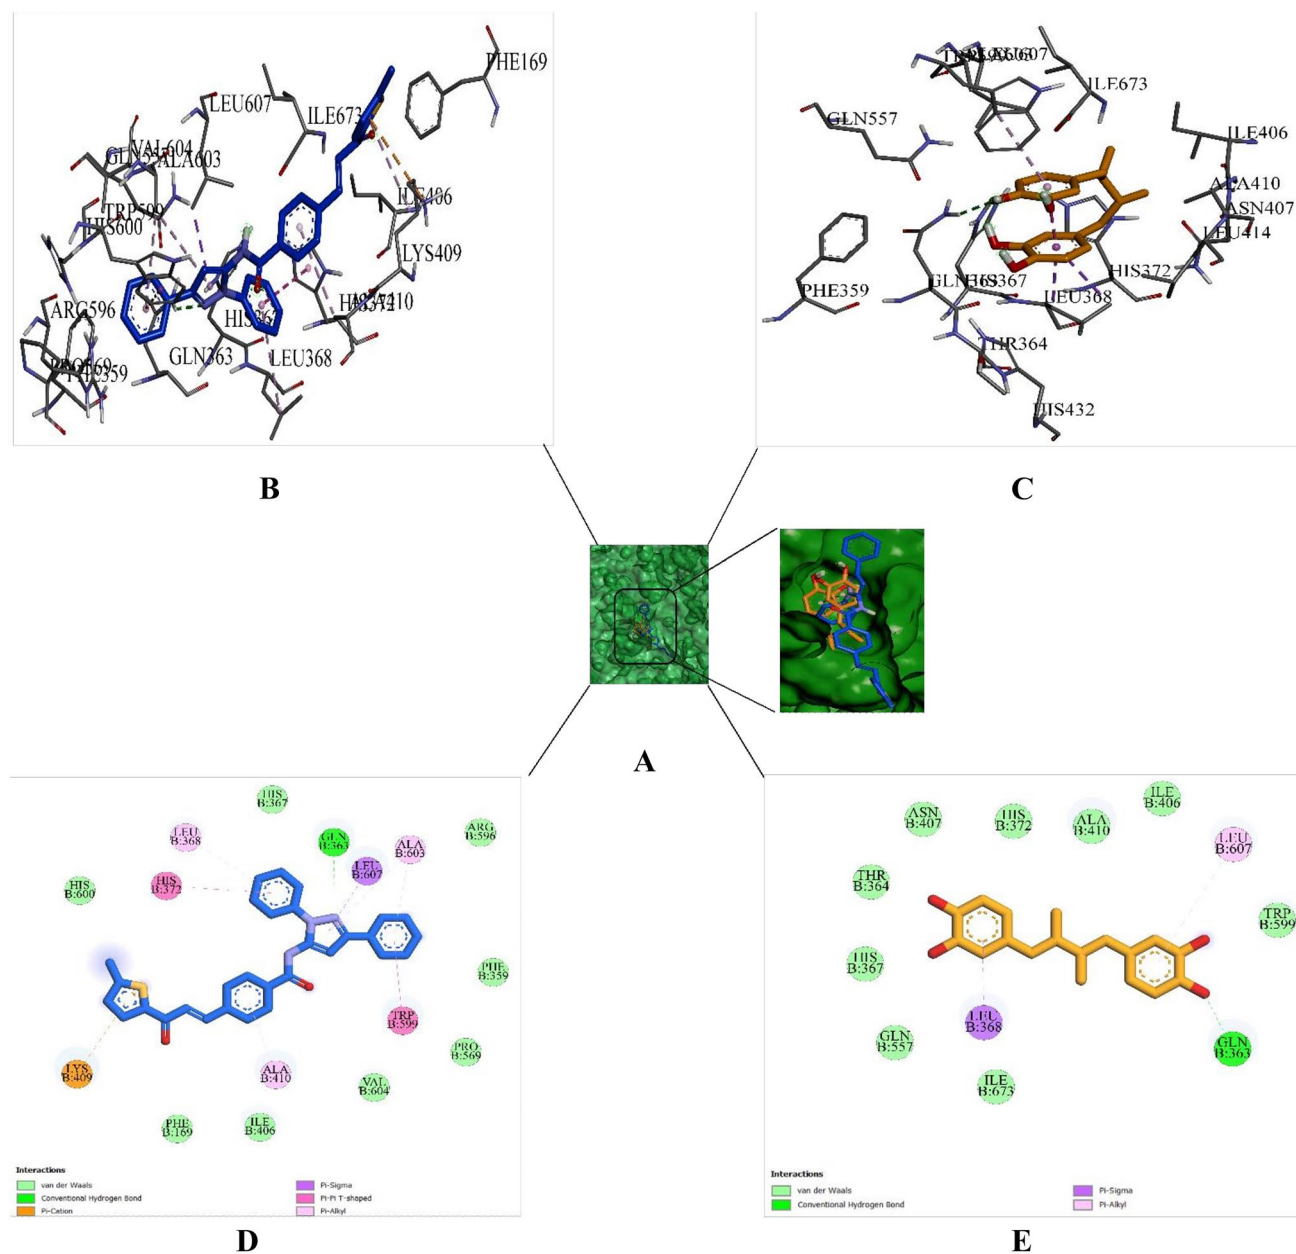 PHE169
LEU607
ILE673
VAL604
ALA603
TRP599
HIS600
ILE406
LYS409
ARG596
HIS367
GLN363
LEU368
B
LEU607
ILE673
GLN557
ILE406
ALA410
ASN407
LEU414
HIS372
PHE359
HIS367
LEU368
THR364
HIS432
C
A
HIS
B:367
LEU
B:368
GLN
B:363
ARG
B:596
ALA
B:603
LEU
B:607
HIS
B:372
HIS
B:600
PHE
B:359
TRP
B:599
PRO
B:569
LYS
B:409
ALA
B:410
VAL
B:604
PHE
B:169
ILE
B:406
Interactions
van der Waals
Conventional Hydrogen Bond
Pi-Cation
Pi-Sigma
Pi-Pi T-shaped
Pi-Alkyl
D
ILE
B:406
ASN
B:407
HIS
B:372
ALA
B:410
LEU
B:607
THR
B:364
TRP
B:599
HIS
B:367
LEU
B:368
GLN
B:557
GLN
B:363
ILE
B:673
Interactions
van der Waals
Conventional Hydrogen Bond
Pi-Sigma
Pi-Alkyl
E